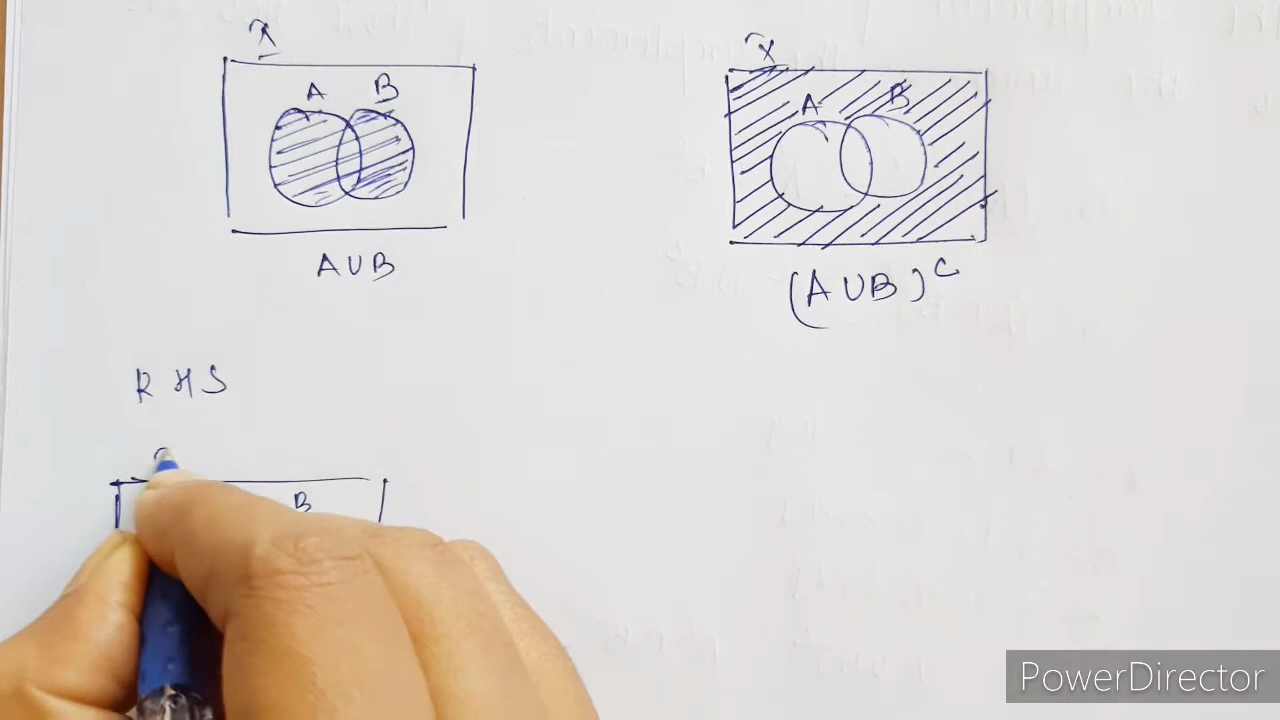 X X
A B A B
A∪B
(A∪B)ᶜ
RHS
B
PowerDirector